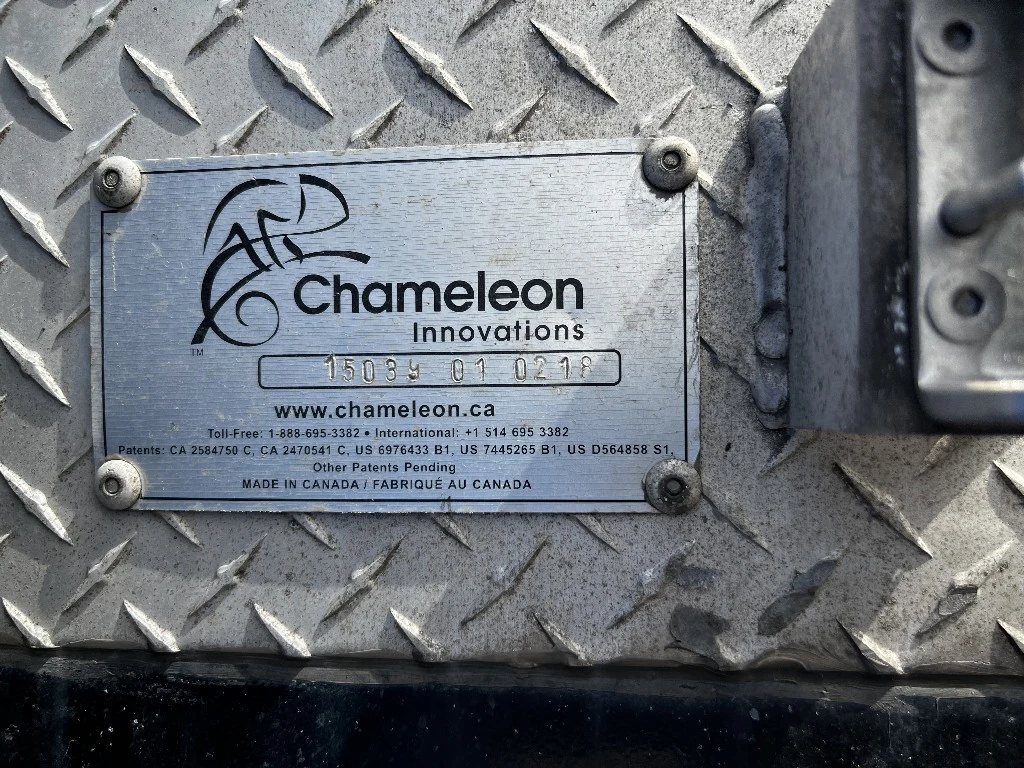 Chameleon
Innovations
TM
15039 01 0218
www.chameleon.ca
Toll-Free: 1-888-695-3382 • International: +1 514 695 3382
Patents: CA 2584750 C, CA 2470541 C, US 6976433 B1, US 7445265 B1, US D564858 S1,
Other Patents Pending
MADE IN CANADA / FABRIQUÉ AU CANADA